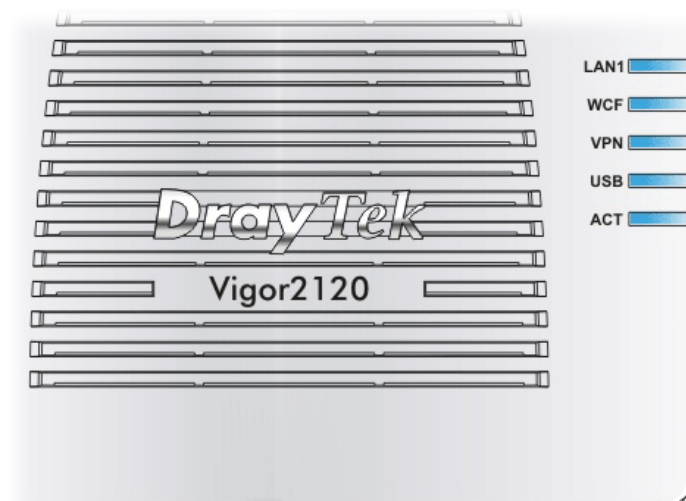 LAN1
WCF
VPN
USB
ACT
DrayTek
Vigor2120